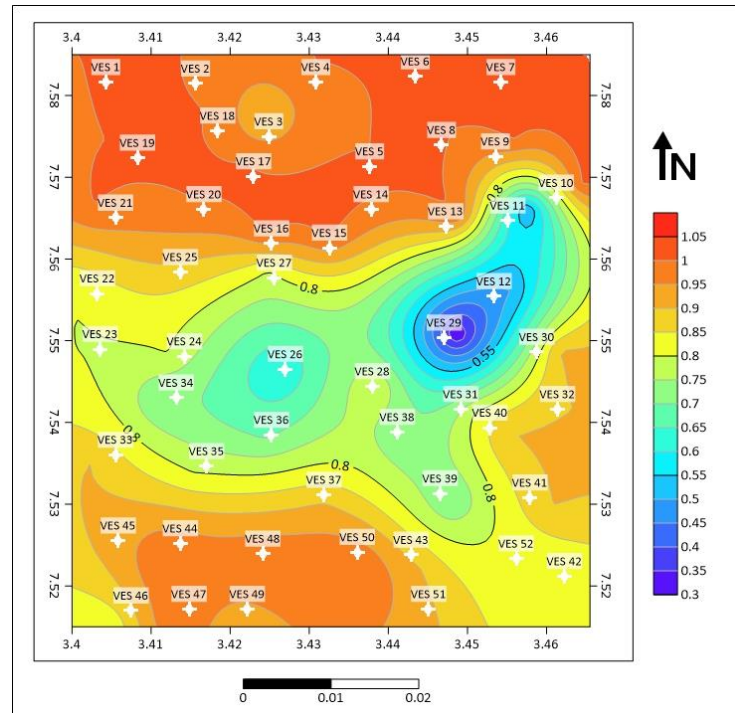 3.4 3.41 3.42 3.43 3.44 3.45 3.46
VES 1 VES 2 VES 4 VES 6 VES 7
7.58 7.58
VES 18 VES 3
VES 19 VES 17 VES 5 VES 8 VES 9
N
7.57 7.57
0.8 VES 10
VES 21 VES 20 VES 14 VES 11
VES 16 VES 15 VES 13
1.05
7.56 7.56
VES 25 VES 27
1
VES 22 0.8 VES 12
0.95
0.9
VES 23 VES 24 VES 29 VES 30
0.85
7.55 7.55
0.55
0.8
VES 26
0.75
VES 34 VES 28
0.7
VES 31 VES 32
0.65
7.54 7.54
0.8 VES 36 VES 38 VES 40
0.6
VES 33
0.55
VES 35 0.8
0.5
VES 37 VES 39 0.8 VES 41
0.45
7.53 7.53
0.4
VES 45 VES 44 VES 48 VES 50 VES 43 VES 52
0.35
VES 42
0.3
7.52 7.52
VES 46 VES 47 VES 49 VES 51
3.4 3.41 3.42 3.43 3.44 3.45 3.46
0 0.01 0.02